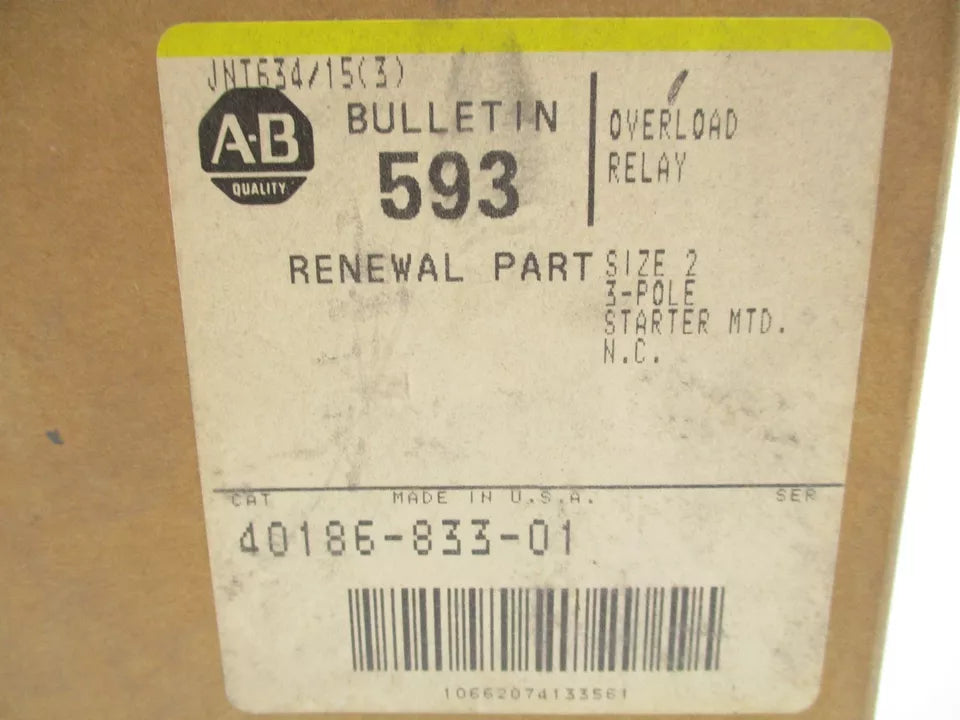 JNT634/15(3)
A-B
QUALITY
BULLETIN
593
OVERLOAD
RELAY
RENEWAL PART
SIZE 2
3-POLE
STARTER MTD.
N.C.
CAT MADE IN U.S.A. SER
40186-833-01
10662074133561